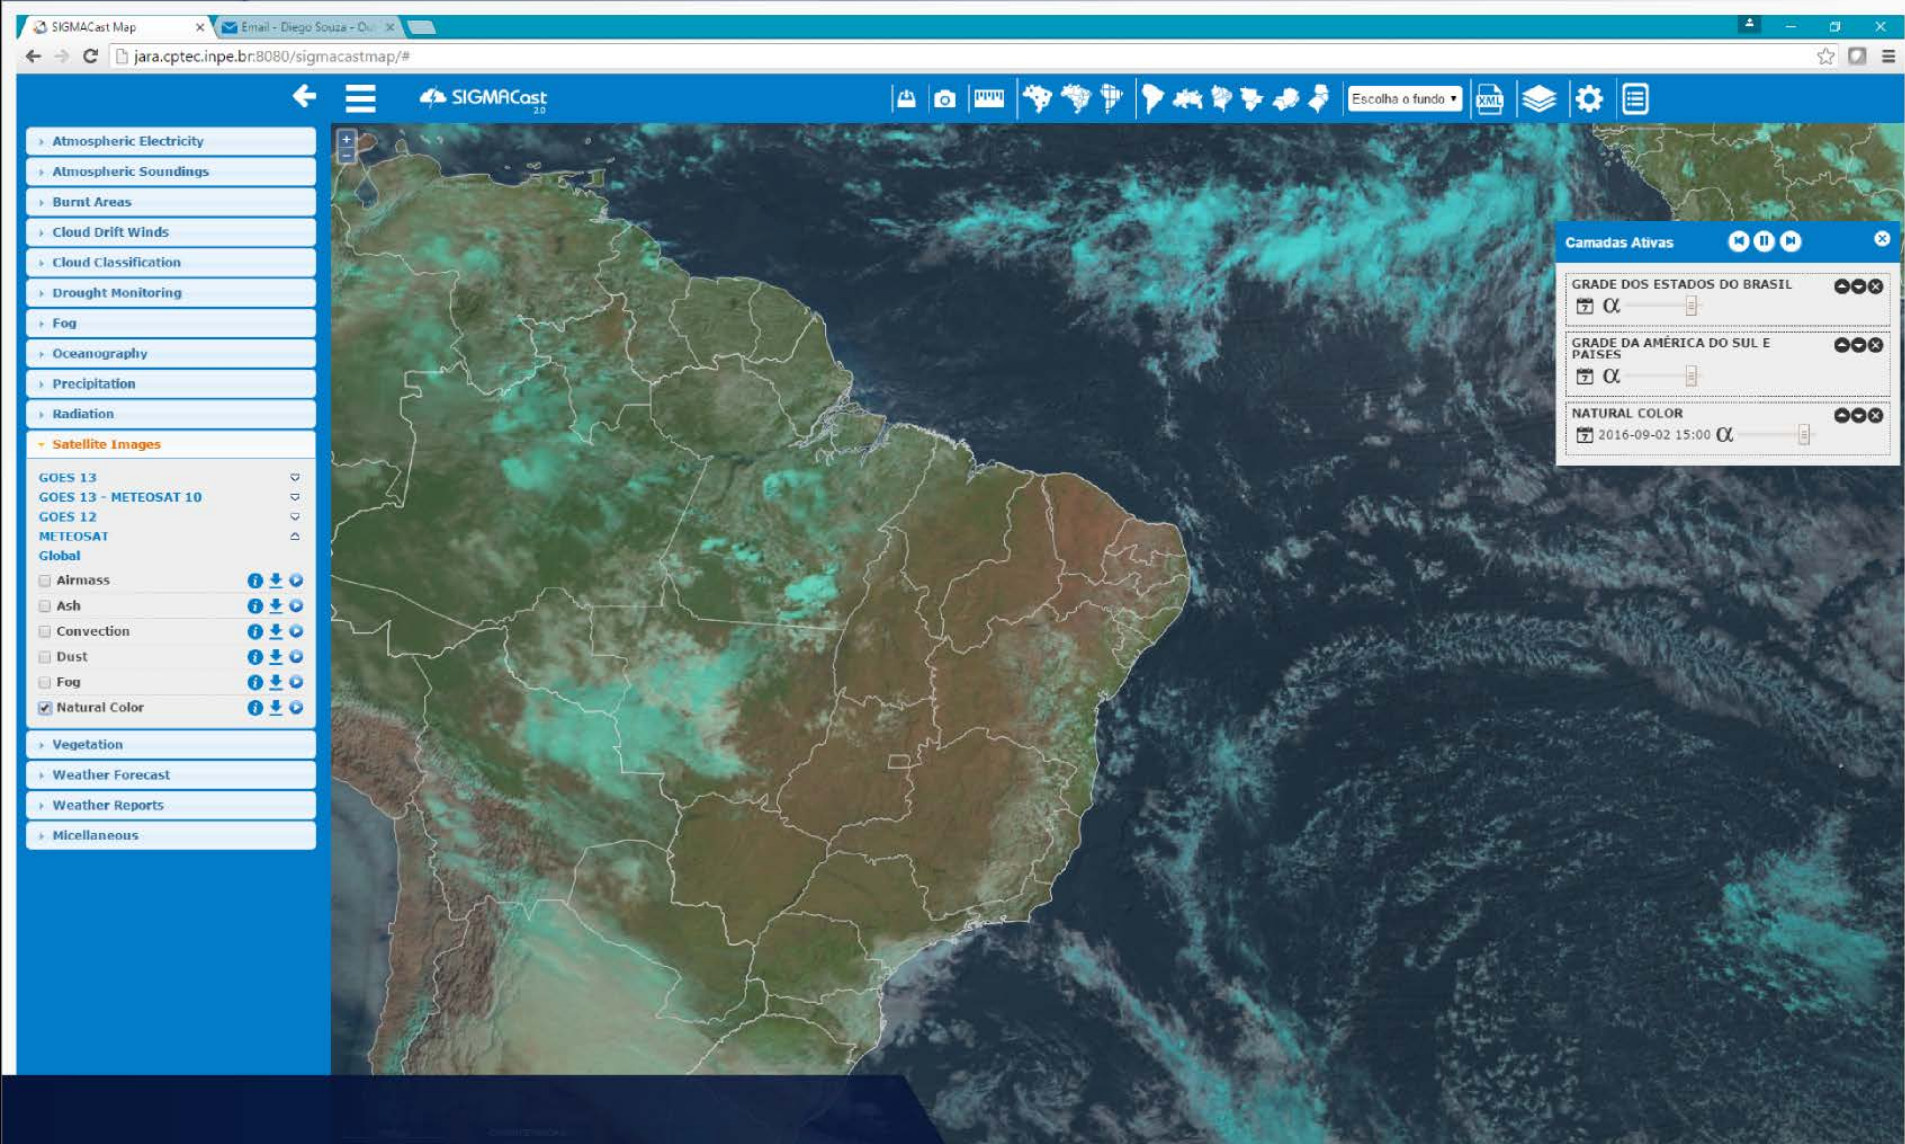 SIGMACast Map
Email - Diego Souza - Out
jara.cptec.inpe.br:8080/sigmacastmap/#
SIGMACast
2.0
Escolha o fundo
XML
Atmospheric Electricity
Atmospheric Soundings
Burnt Areas
Cloud Drift Winds
Cloud Classification
Drought Monitoring
Fog
Oceanography
Precipitation
Radiation
Satellite Images
GOES 13
GOES 13 - METEOSAT 10
GOES 12
METEOSAT
Global
Airmass
Ash
Convection
Dust
Fog
Natural Color
Vegetation
Weather Forecast
Weather Reports
Micellaneous
Camadas Ativas
GRADE DOS ESTADOS DO BRASIL
α
GRADE DA AMÉRICA DO SUL E
PAÍSES
α
NATURAL COLOR
2016-09-02 15:00 α